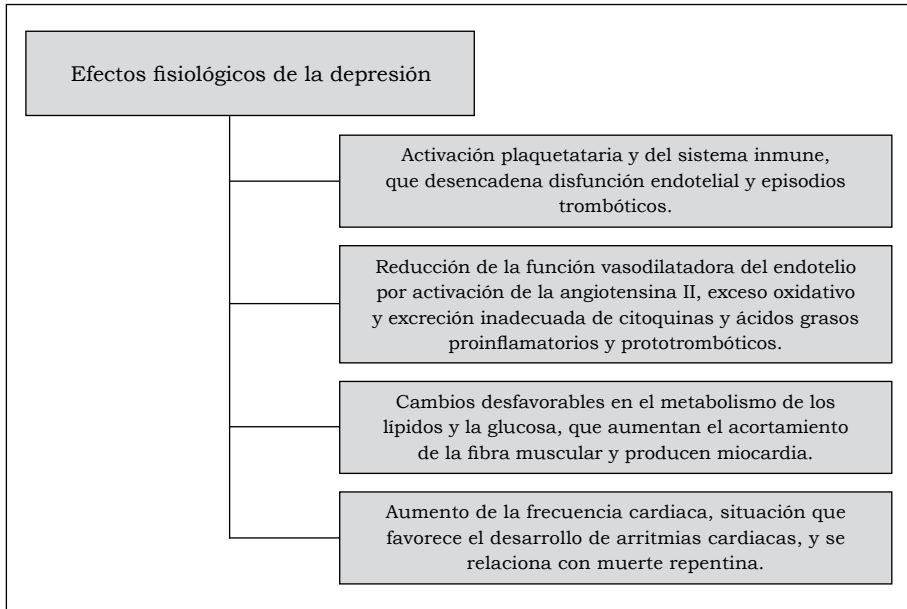 Efectos fisiológicos de la depresión
Activación plaquetataria y del sistema inmune,
que desencadena disfunción endotelial y episodios
trombóticos.
Reducción de la función vasodilatadora del endotelio
por activación de la angiotensina II, exceso oxidativo
y excreción inadecuada de citoquinas y ácidos grasos
proinflamatorios y prototrombóticos.
Cambios desfavorables en el metabolismo de los
lípidos y la glucosa, que aumentan el acortamiento
de la fibra muscular y producen miocardia.
Aumento de la frecuencia cardiaca, situación que
favorece el desarrollo de arritmias cardiacas, y se
relaciona con muerte repentina.